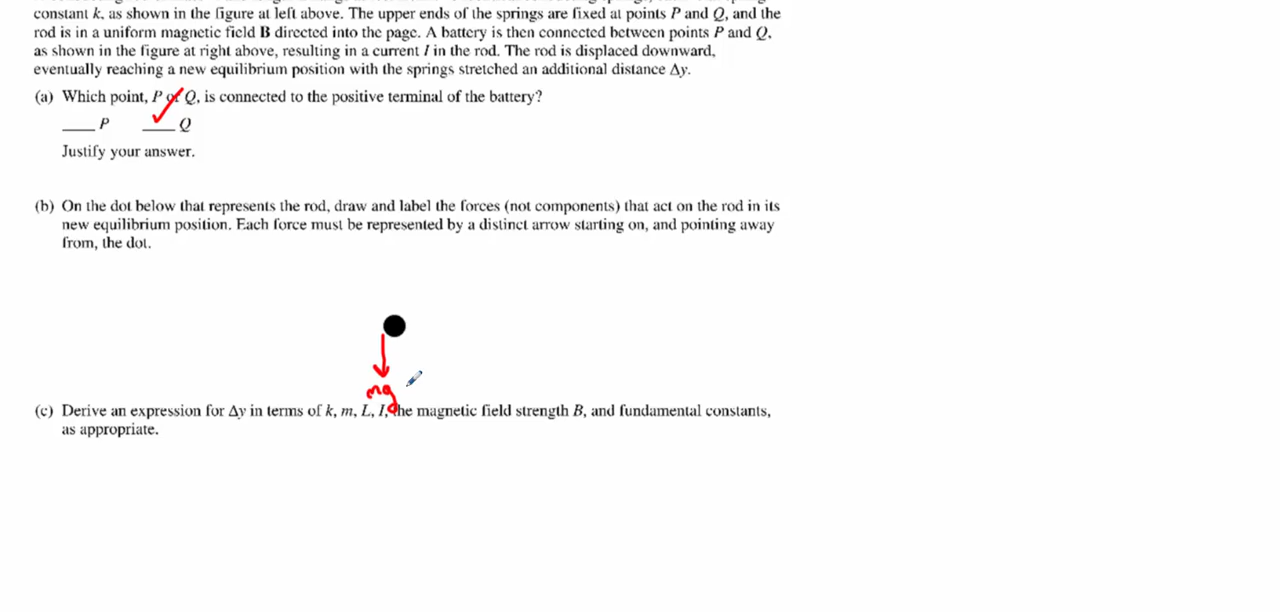 constant k, as shown in the figure at left above. The upper ends of the springs are fixed at points P and Q, and the
rod is in a uniform magnetic field B directed into the page. A battery is then connected between points P and Q,
as shown in the figure at right above, resulting in a current I in the rod. The rod is displaced downward,
eventually reaching a new equilibrium position with the springs stretched an additional distance Δy.
(a) Which point, P or Q, is connected to the positive terminal of the battery?
____ P ____ Q
Justify your answer.
(b) On the dot below that represents the rod, draw and label the forces (not components) that act on the rod in its
new equilibrium position. Each force must be represented by a distinct arrow starting on, and pointing away
from, the dot.
mg
(c) Derive an expression for Δy in terms of k, m, L, I, the magnetic field strength B, and fundamental constants,
as appropriate.